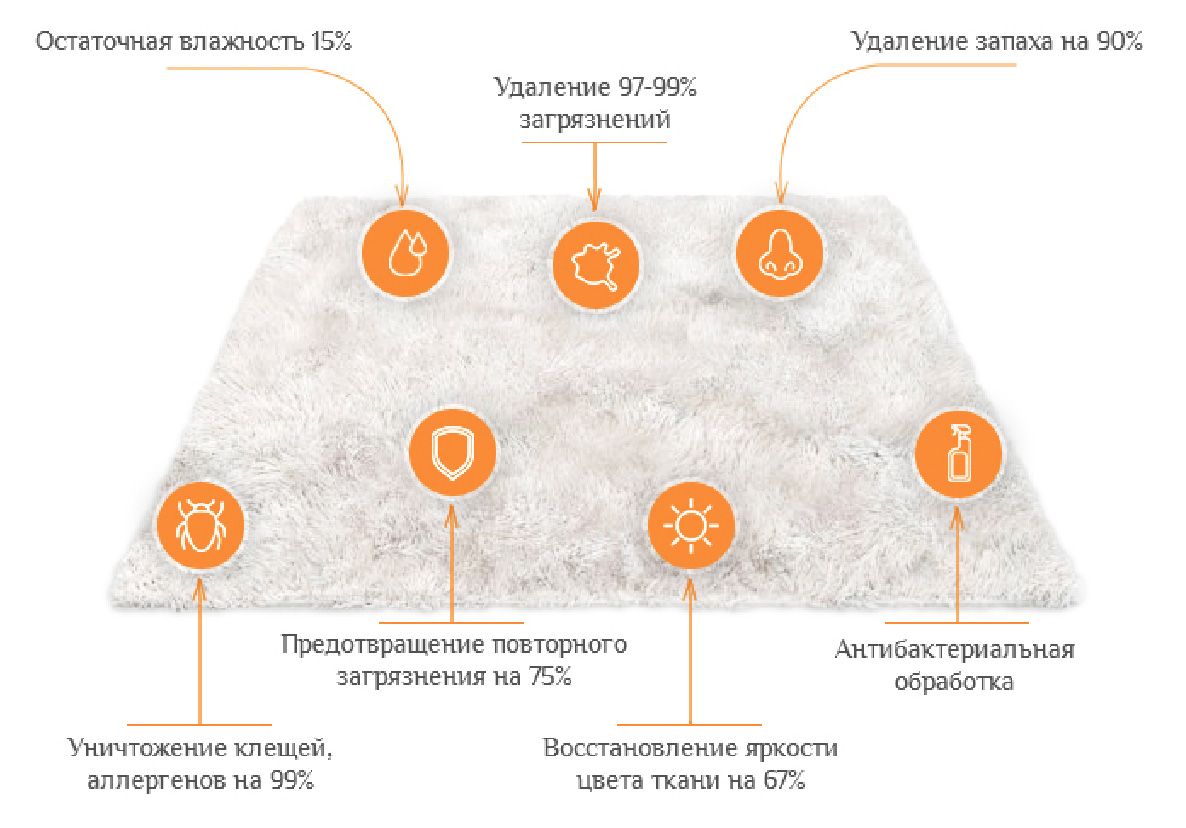 Остаточная влажность 15%
Удаление запаха на 90%
Удаление 97-99%
загрязнений
Предотвращение повторного
загрязнения на 75%
Антибактериальная
обработка
Уничтожение клещей,
аллергенов на 99%
Восстановление яркости
цвета ткани на 67%